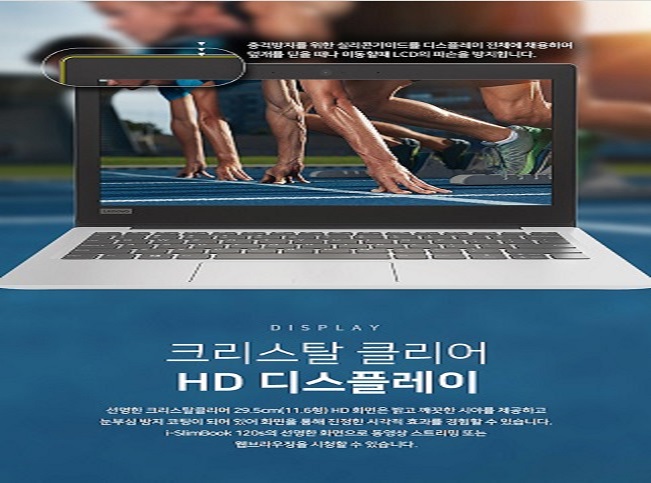 충격방지를 위한 실리콘가이드를 디스플레이 전체에 채용하여
덮개를 닫을 때나 이동할때 LCD의 파손을 방지합니다.
Lenovo
DISPLAY
크리스탈 클리어
HD 디스플레이
선명한 크리스탈클리어 29.5cm(11.6형) HD 화면은 밝고 깨끗한 시야를 제공하고
눈부심 방지 코팅이 되어 있어 화면을 통해 진정한 시각적 효과를 경험할 수 있습니다.
i-SlimBook 120s의 선명한 화면으로 동영상 스트리밍 또는
웹브라우징을 시청할 수 있습니다.